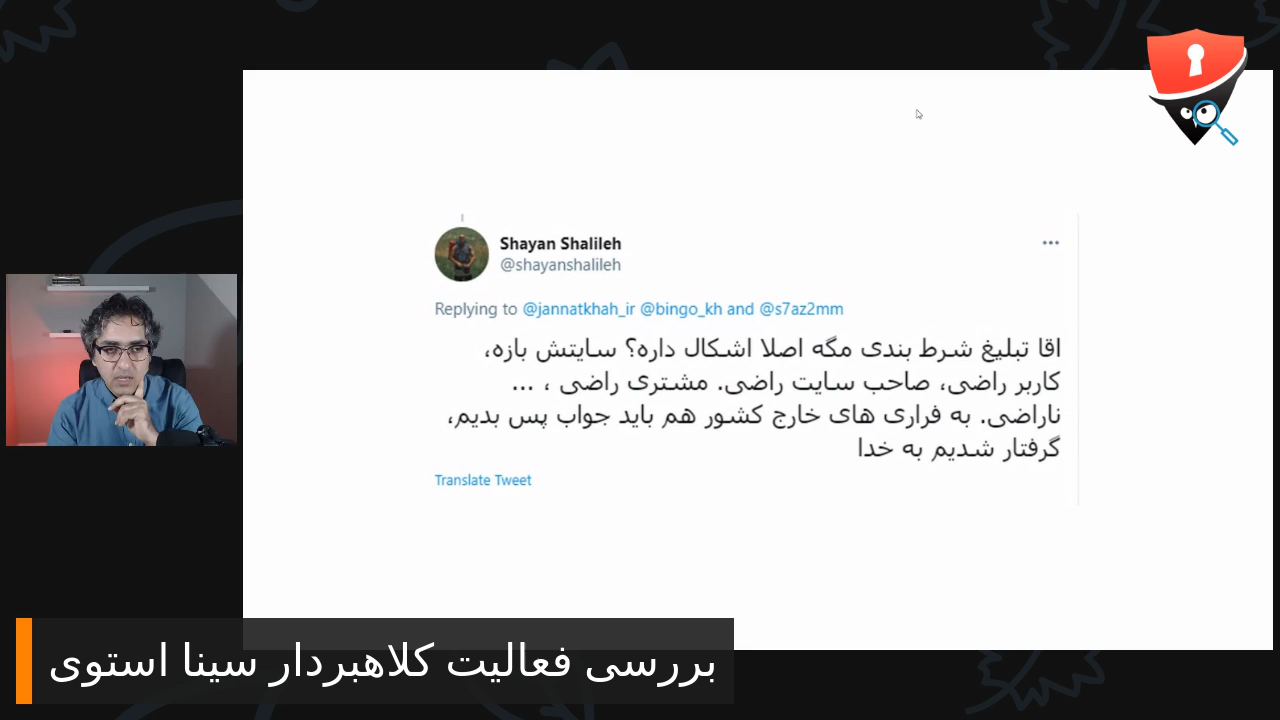 Shayan Shalileh
@shayanshalileh
Replying to @jannatkhah_ir @bingo_kh and @s7az2mm
اقا تبلیغ شرط بندی مگه اصلا اشکال داره؟ سایتش بازه،
کاربر راضی، صاحب سایت راضی. مشتری راضی ، ...
ناراضی. به فراری های خارج کشور هم باید جواب پس بدیم،
گرفتار شدیم به خدا
Translate Tweet
بررسی فعالیت کلاهبردار سینا استوی